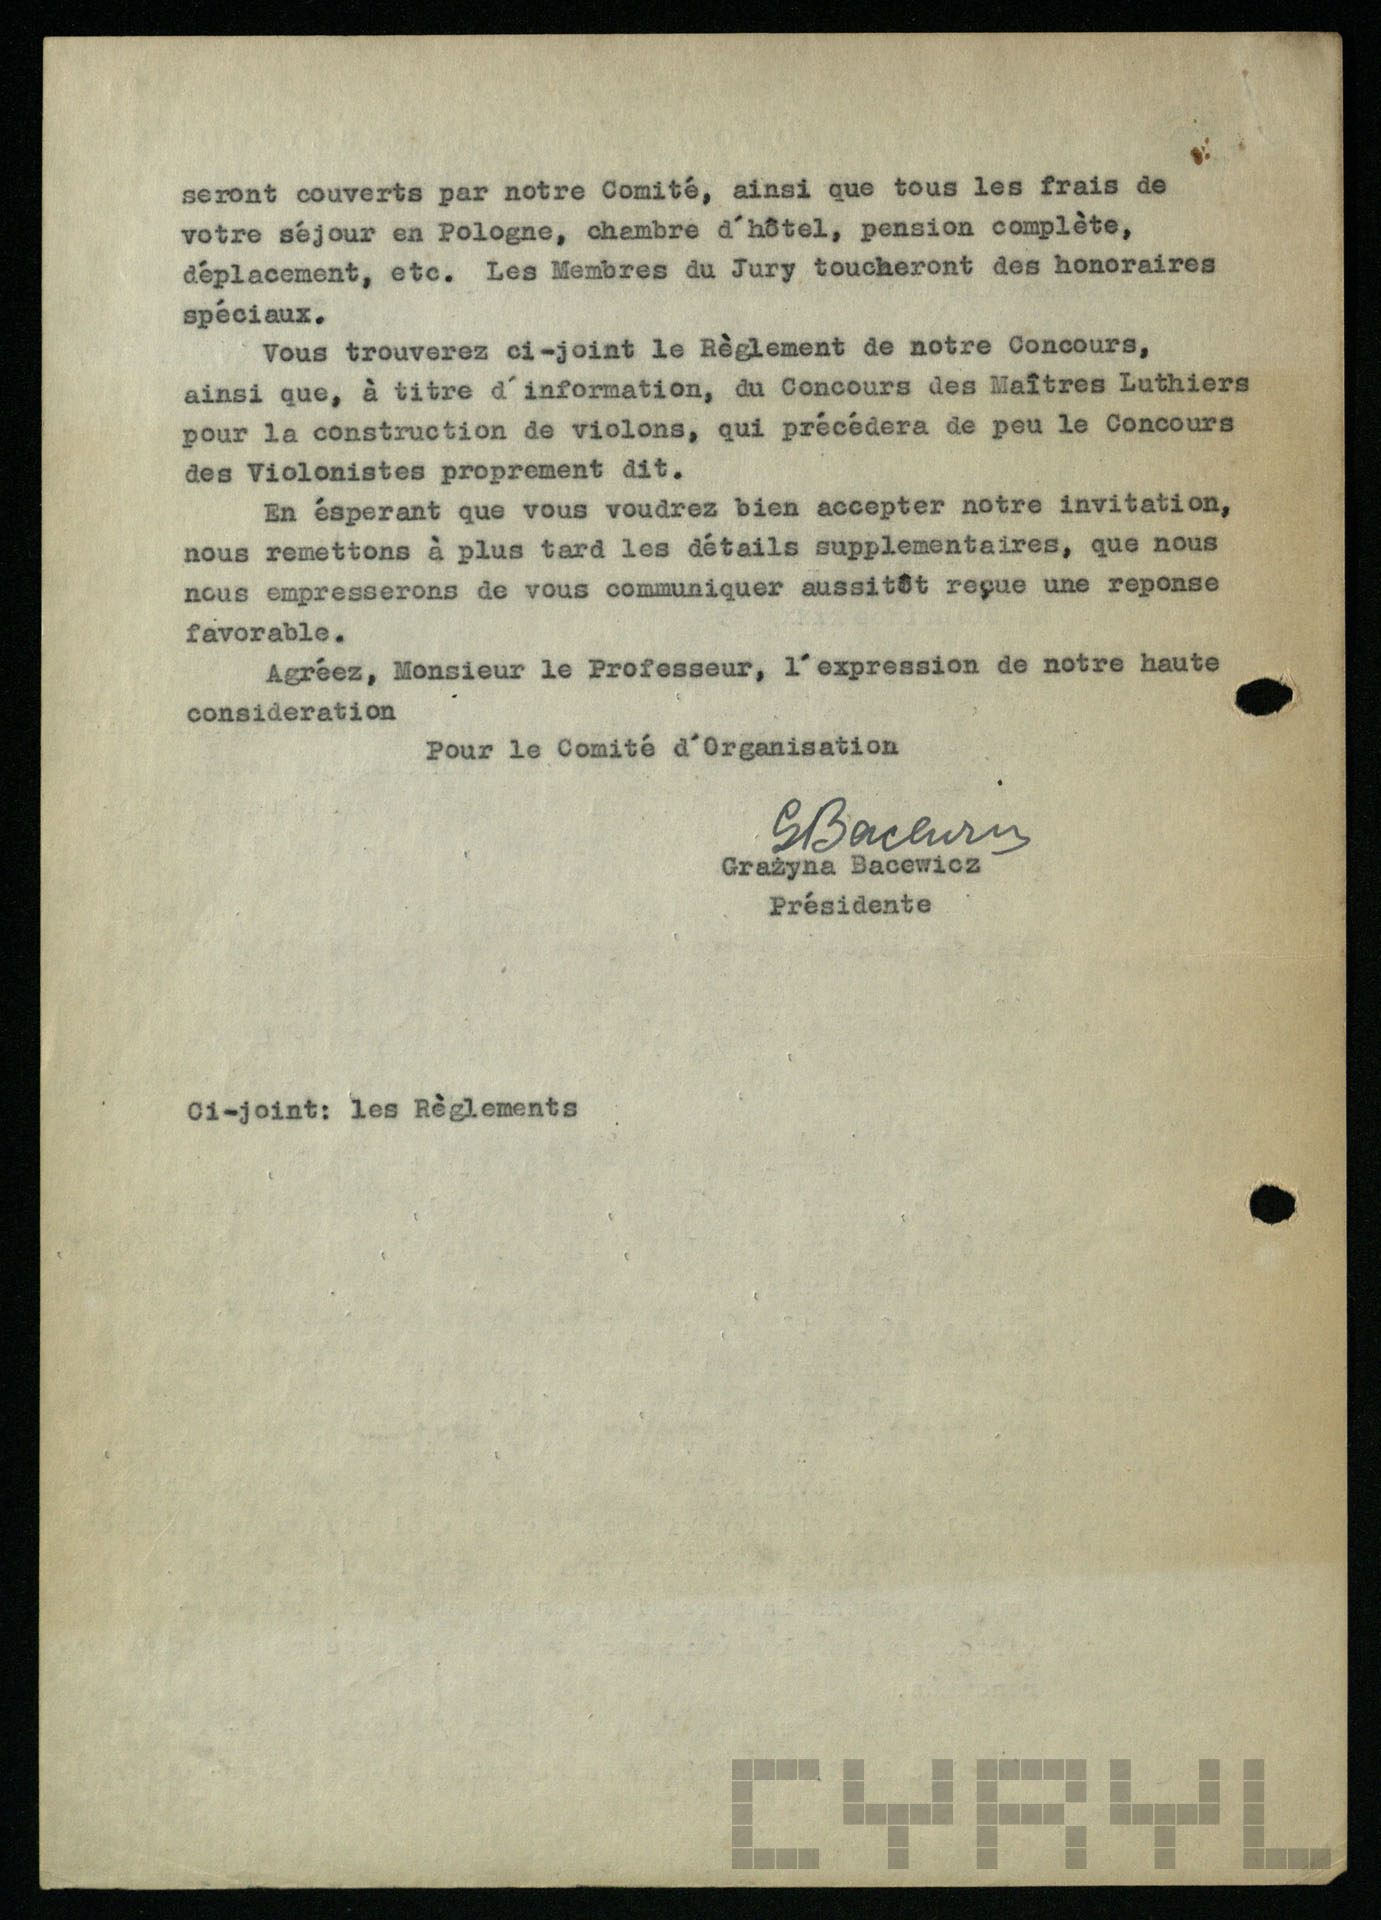 seront couverts par notre Comité, ainsi que tous les frais de
votre séjour en Pologne, chambre d´hôtel, pension complète,
déplacement, etc. Les Membres du Jury toucheront des honoraires
spéciaux.
Vous trouverez ci-joint le Règlement de notre Concours,
ainsi que, à titre d´information, du Concours des Maîtres Luthiers
pour la construction de violons, qui précédera de peu le Concours
des Violonistes proprement dit.
En ésperant que vous voudrez bien accepter notre invitation,
nous remettons à plus tard les détails supplementaires, que nous
nous empresserons de vous communiquer aussitôt reçue une reponse
favorable.
Agréez, Monsieur le Professeur, l´expression de notre haute
consideration
Pour le Comité d´Organisation
GBacewicz
Grażyna Bacewicz
Présidente
Ci-joint: les Règlements
CYRYL